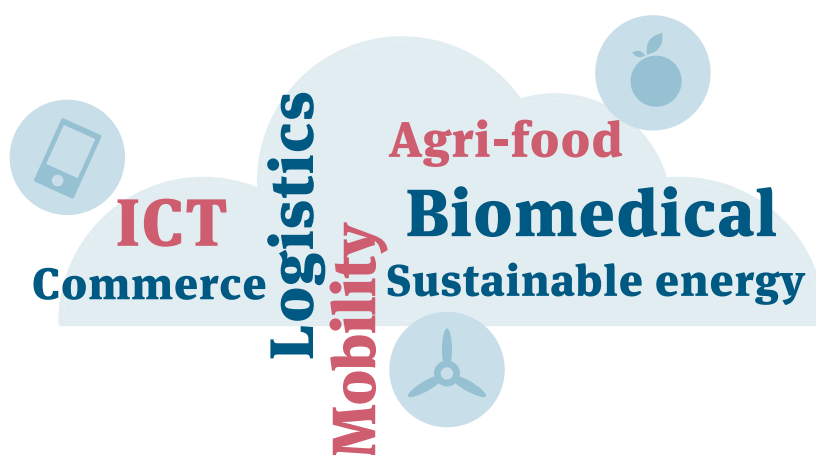 ICT
Commerce
Logistics
Mobility
Agri-food
Biomedical
Sustainable energy